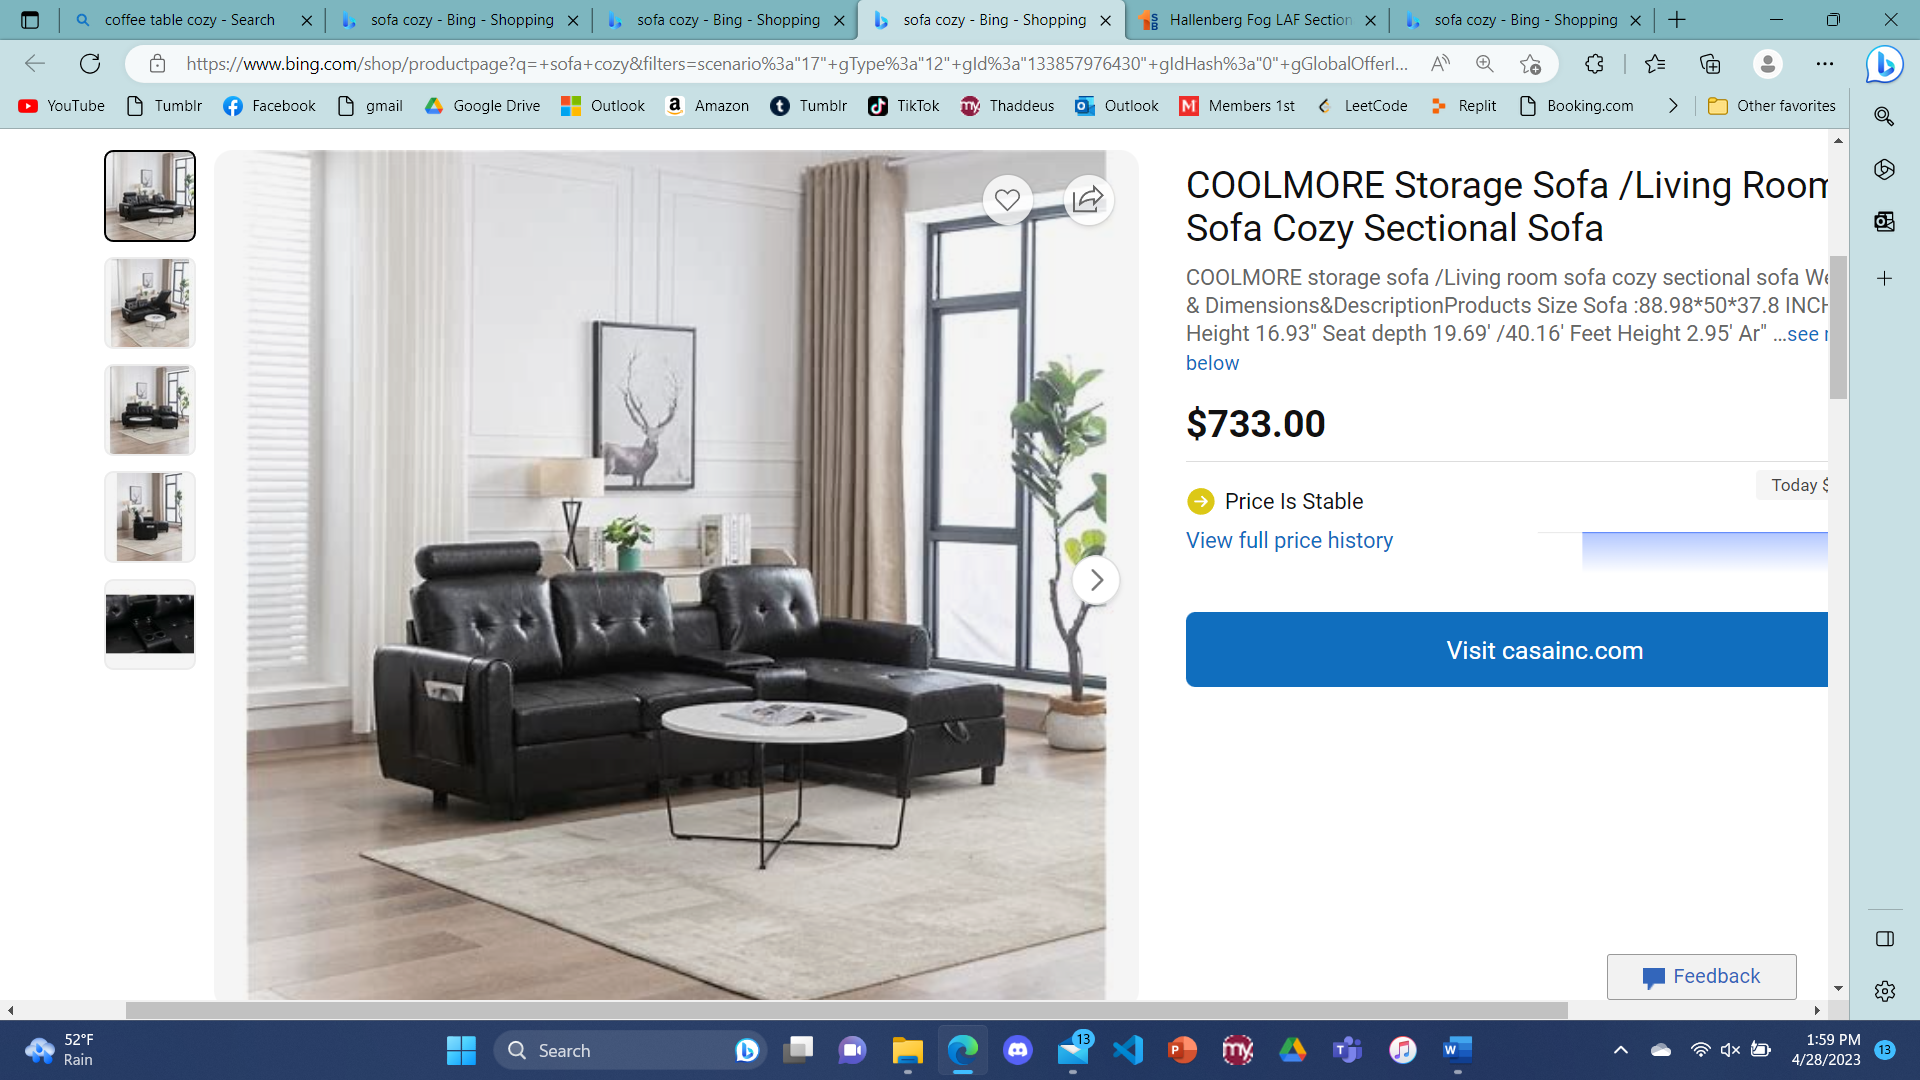 coffee table cozy - Search
sofa cozy - Bing - Shopping
sofa cozy - Bing - Shopping
sofa cozy - Bing - Shopping
Hallenberg Fog LAF Section
sofa cozy - Bing - Shopping
https://www.bing.com/shop/productpage?q=+sofa+cozy&filters=scenario%3a"17"+gType%3a"12"+gId%3a"133857976430"+gIdHash%3a"0"+gGlobalOfferI...
YouTube
Tumblr
Facebook
gmail
Google Drive
Outlook
Amazon
Tumblr
TikTok
Thaddeus
Outlook
Members 1st
LeetCode
Replit
Booking.com
Other favorites
COOLMORE Storage Sofa /Living Room
Sofa Cozy Sectional Sofa
COOLMORE storage sofa /Living room sofa cozy sectional sofa We
& Dimensions&DescriptionProducts Size Sofa :88.98*50*37.8 INCH
Height 16.93" Seat depth 19.69' /40.16' Feet Height 2.95' Ar" ...see
below
$733.00
Price Is Stable
Today $
View full price history
Visit casainc.com
Feedback
52°F
Rain
Search
13
1:59 PM
4/28/2023
13